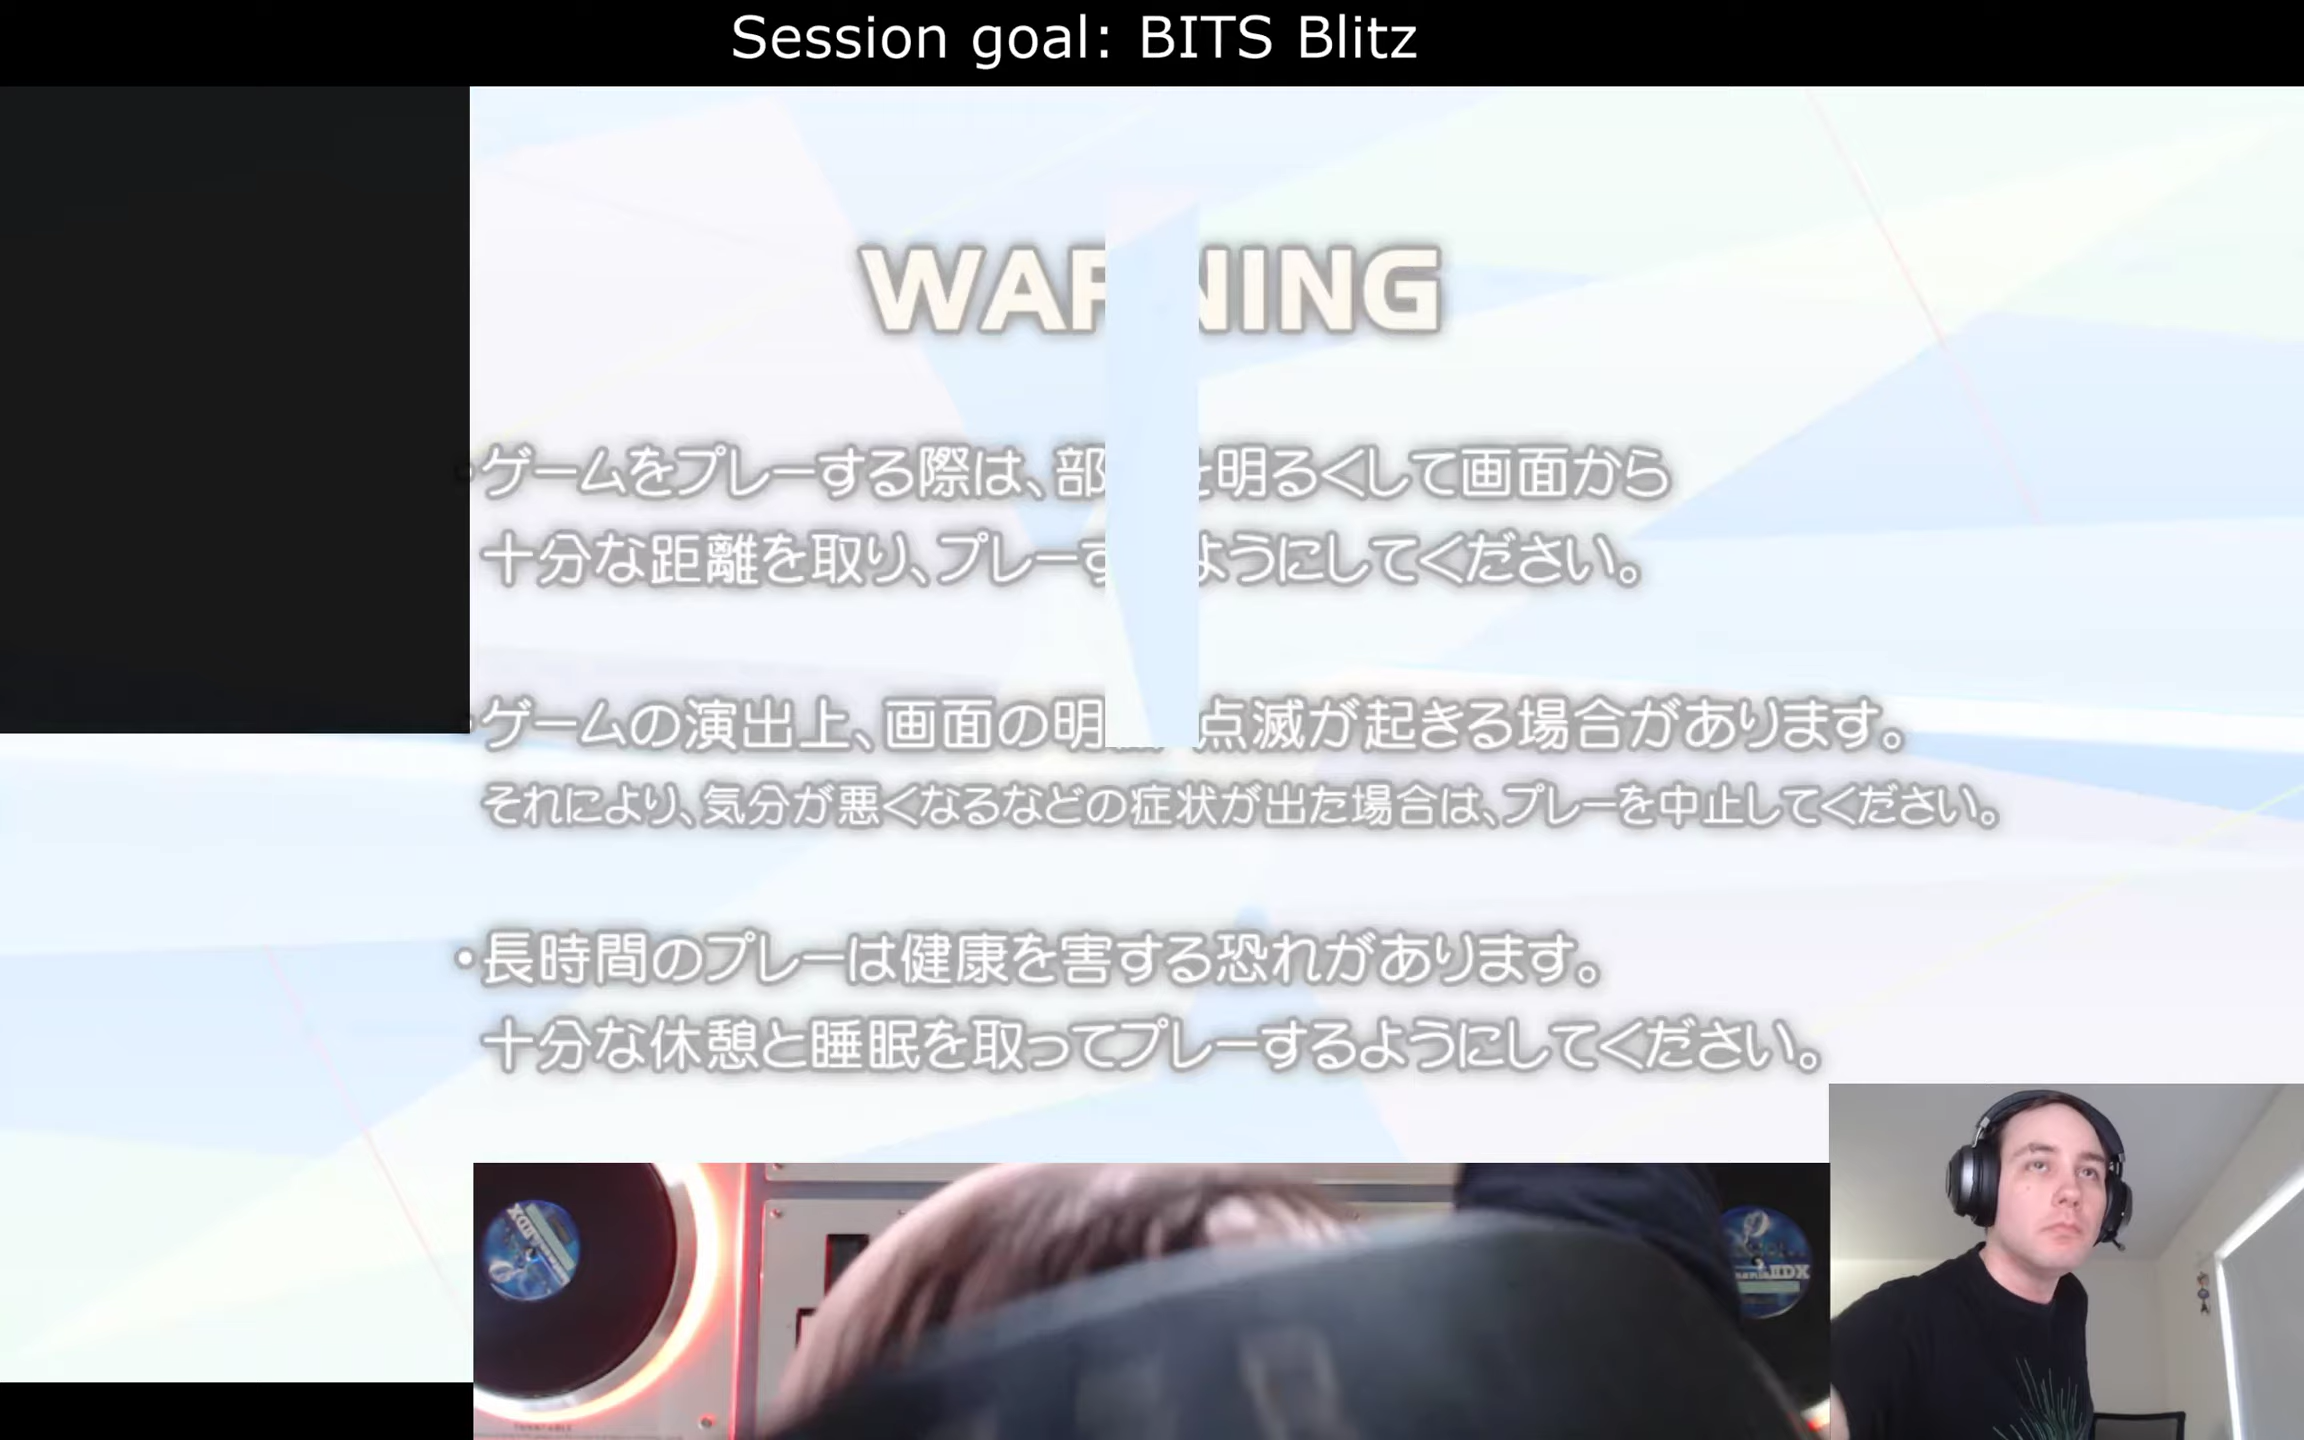 Session goal: BITS Blitz
WAR NING
・ゲームをプレーする際は、部 を明るくして画面から
十分な距離を取り、プレーす ようにしてください。
・ゲームの演出上、画面の明 点滅が起きる場合があります。
それにより、気分が悪くなるなどの症状が出た場合は、プレーを中止してください。
・長時間のプレーは健康を害する恐れがあります。
十分な休憩と睡眠を取ってプレーするようにしてください。
IIDX
IIDX